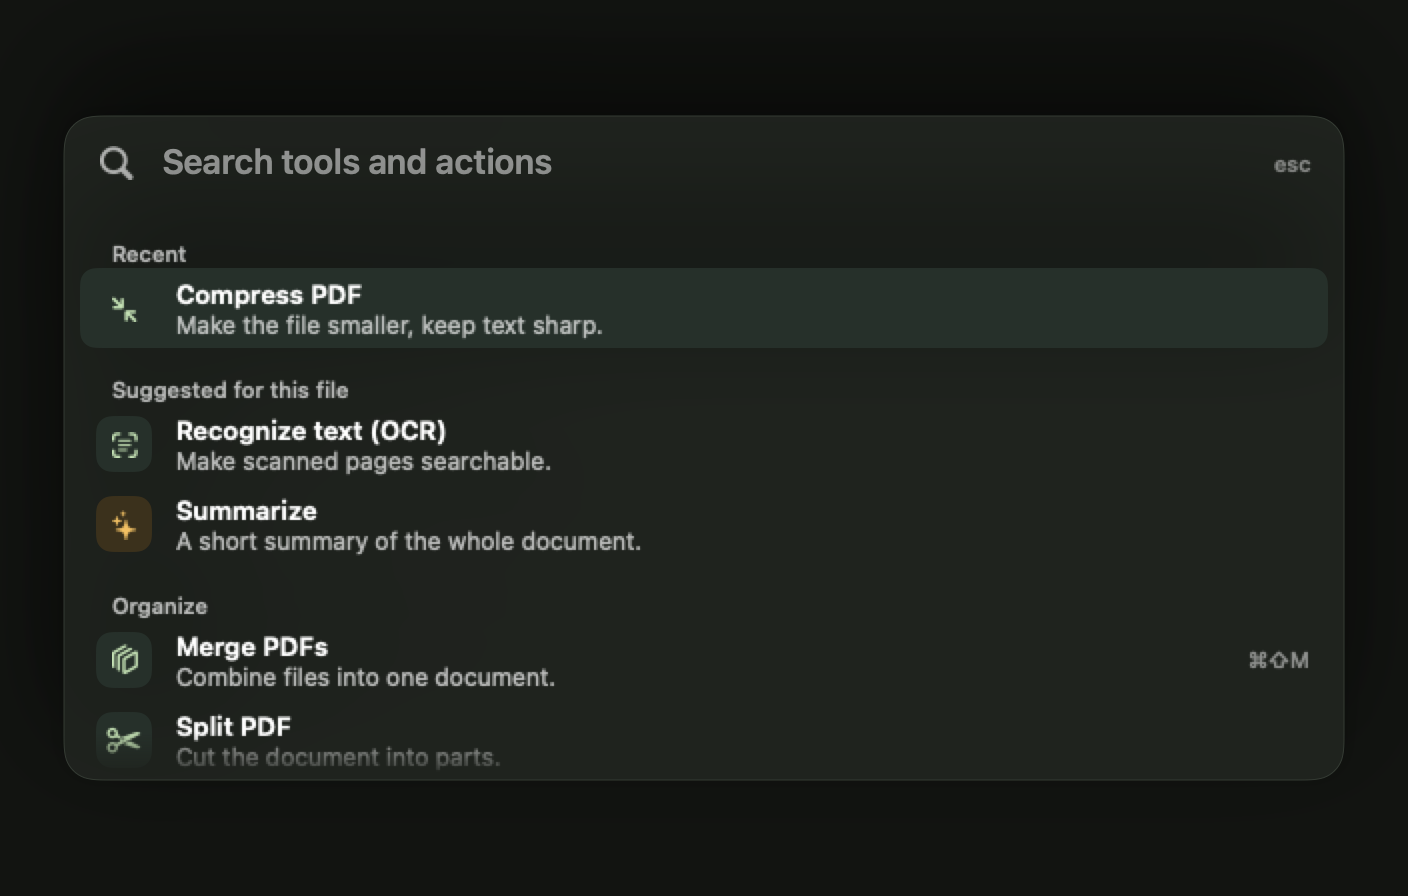 Search tools and actions
esc
Recent
Compress PDF
Make the file smaller, keep text sharp.
Suggested for this file
Recognize text (OCR)
Make scanned pages searchable.
Summarize
A short summary of the whole document.
Organize
Merge PDFs
Combine files into one document.
⌘⇧M
Split PDF
Cut the document into parts.